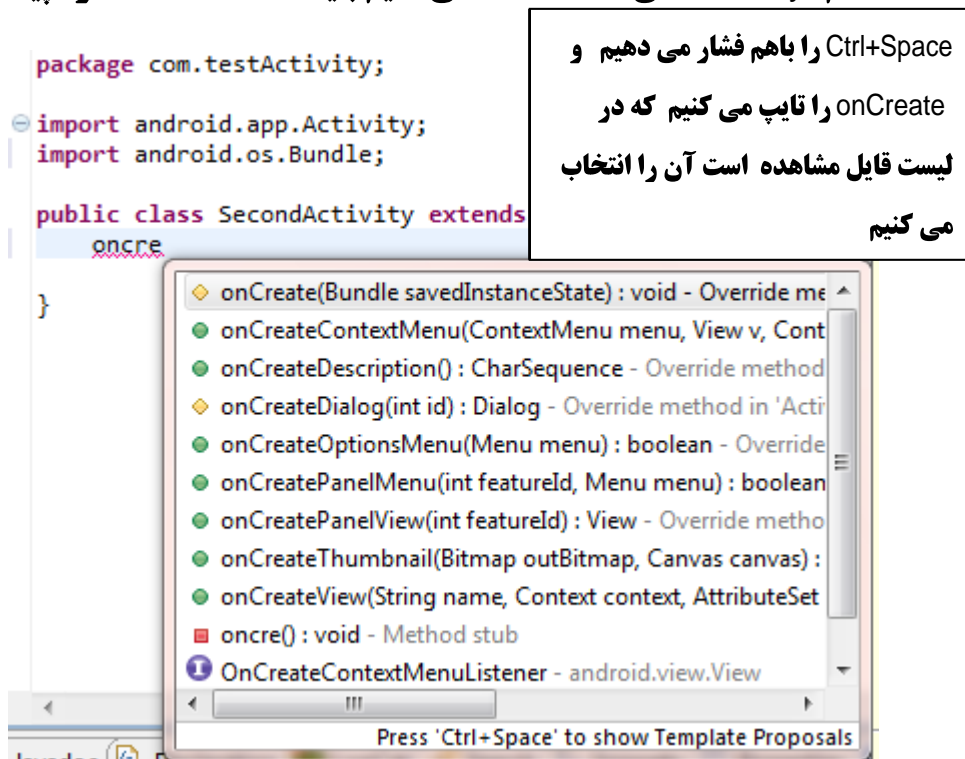 package com.testActivity;
import android.app.Activity;
import android.os.Bundle;
public class SecondActivity extends
oncre
}
Ctrl+Space را باهم فشار می دهیم و
onCreate را تایپ می کنیم که در
لیست قایل مشاهده است آن را انتخاب
می کنیم
onCreate(Bundle savedInstanceState) : void - Override me
onCreateContextMenu(ContextMenu menu, View v, Cont
onCreateDescription() : CharSequence - Override method
onCreateDialog(int id) : Dialog - Override method in 'Acti
onCreateOptionsMenu(Menu menu) : boolean - Override
onCreatePanelMenu(int featureId, Menu menu) : boolean
onCreatePanelView(int featureId) : View - Override metho
onCreateThumbnail(Bitmap outBitmap, Canvas canvas) :
onCreateView(String name, Context context, AttributeSet
oncre() : void - Method stub
OnCreateContextMenuListener - android.view.View
Press 'Ctrl+Space' to show Template Proposals